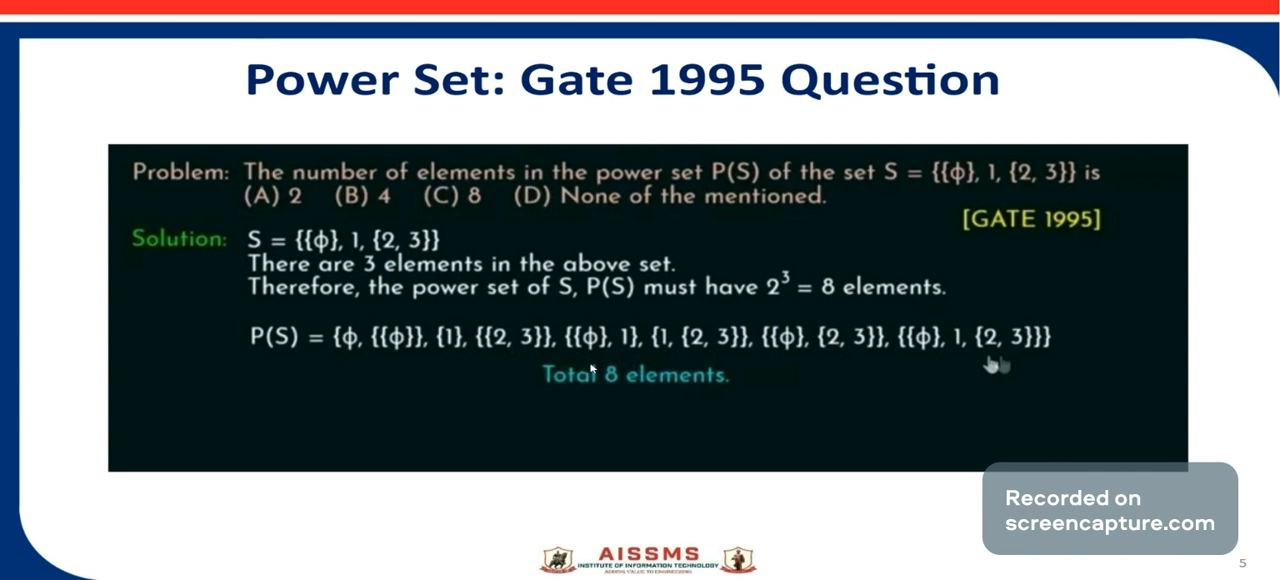 Power Set: Gate 1995 Question
Problem: The number of elements in the power set P(S) of the set S = {{ϕ}, 1, {2, 3}} is
(A) 2 (B) 4 (C) 8 (D) None of the mentioned.
[GATE 1995]
Solution: S = {{ϕ}, 1, {2, 3}}
There are 3 elements in the above set.
Therefore, the power set of S, P(S) must have 2³ = 8 elements.
P(S) = {ϕ, {{ϕ}}, {1}, {{2, 3}}, {{ϕ}, 1}, {1, {2, 3}}, {{ϕ}, {2, 3}}, {{ϕ}, 1, {2, 3}}}
Total 8 elements.
Recorded on
screencapture.com
AISSMS
INSTITUTE OF INFORMATION TECHNOLOGY
ADDING VALUE TO ENGINEERING
5